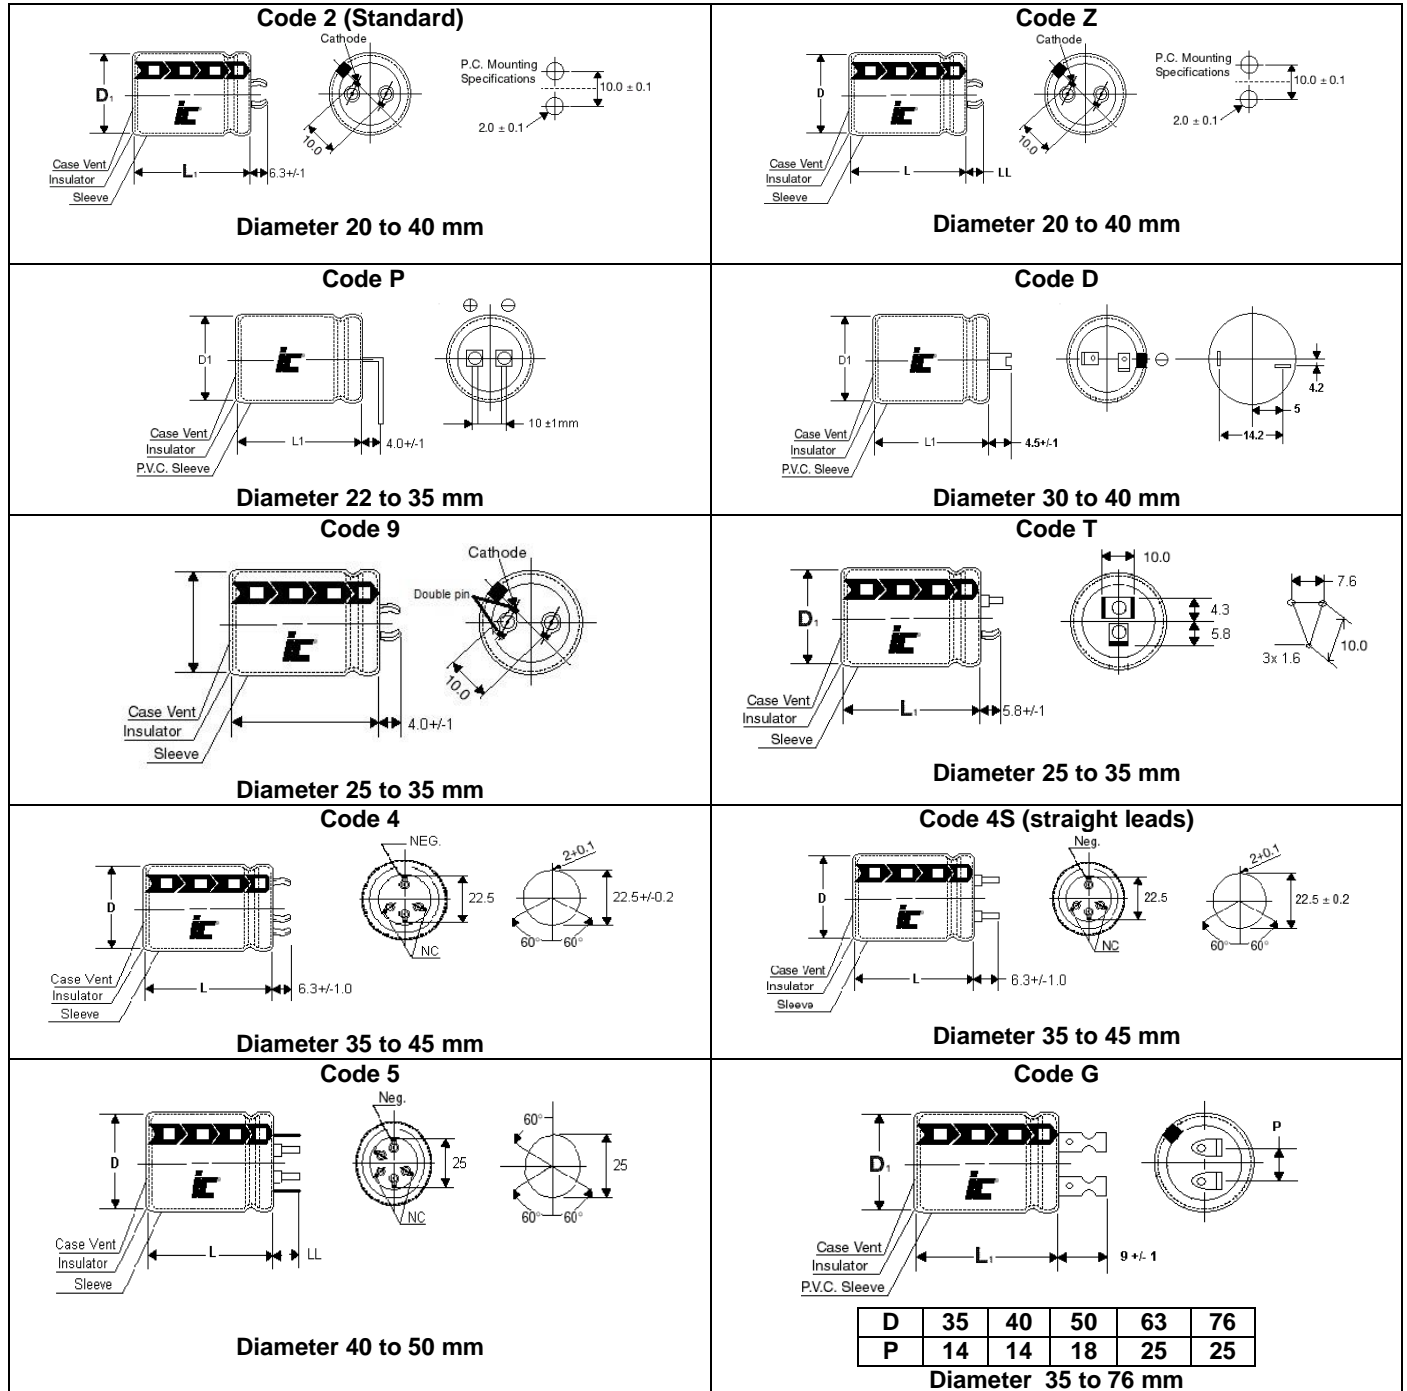 Code 2 (Standard)
Cathode
P.C. Mounting
Specifications
10.0 ± 0.1
2.0 ± 0.1
D1
ic
10.0
Case Vent
Insulator
Sleeve
L1
6.3+/-1
Diameter 20 to 40 mm
Code Z
Cathode
P.C. Mounting
Specifications
10.0 ± 0.1
2.0 ± 0.1
D
ic
10.0
Case Vent
Insulator
Sleeve
L
LL
Diameter 20 to 40 mm
Code P
⊕ ⊖
D1
ic
10 ±1mm
Case Vent
Insulator
P.V.C. Sleeve
L1
4.0+/-1
Diameter 22 to 35 mm
Code D
D1
ic
⊖
4.2
5
14.2
Case Vent
Insulator
P.V.C. Sleeve
L1
4.5+/-1
Diameter 30 to 40 mm
Code 9
Cathode
Double pin
ic
10.0
Case Vent
Insulator
Sleeve
4.0+/-1
Diameter 25 to 35 mm
Code T
10.0
7.6
D1
ic
4.3
5.8
10.0
3x 1.6
Case Vent
Insulator
Sleeve
L1
5.8+/-1
Diameter 25 to 35 mm
Code 4
NEG.
2+0.1
D
ic
22.5
22.5+/-0.2
NC
60° 60°
Case Vent
Insulator
Sleeve
L
6.3+/-1.0
Diameter 35 to 45 mm
Code 4S (straight leads)
Neg.
2+0.1
D
ic
22.5
22.5 ± 0.2
NC
60° 60°
Case Vent
Insulator
Sleeve
L
6.3+/-1.0
Diameter 35 to 45 mm
Code 5
Neg.
60°
D
ic
25
25
NC
60° 60°
Case Vent
Insulator
Sleeve
L
LL
Diameter 40 to 50 mm
Code G
P
D1
ic
Case Vent
Insulator
P.V.C. Sleeve
L1
9 +/- 1
D 35 40 50 63 76
P 14 14 18 25 25
Diameter 35 to 76 mm